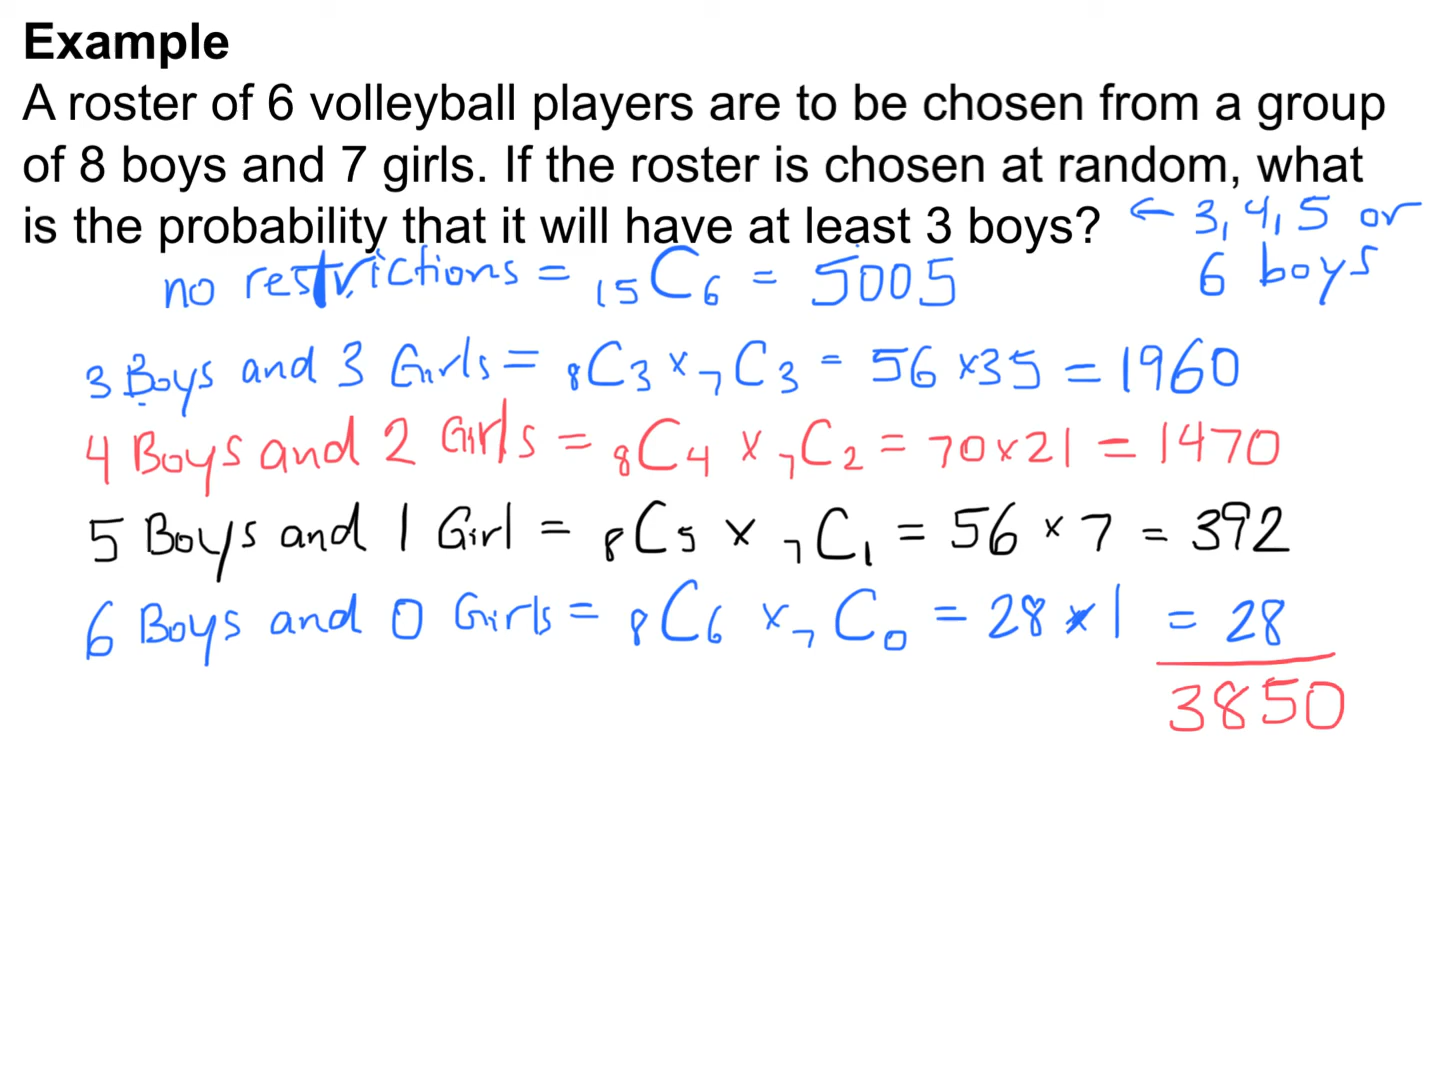 Example
A roster of 6 volleyball players are to be chosen from a group
of 8 boys and 7 girls. If the roster is chosen at random, what
is the probability that it will have at least 3 boys? ← 3, 4, 5 or
6 boys
no restrictions = ₁₅C₆ = 5005
3 Boys and 3 Girls = ₈C₃ × ₇C₃ = 56 × 35 = 1960
4 Boys and 2 Girls = ₈C₄ × ₇C₂ = 70 × 21 = 1470
5 Boys and 1 Girl = ₈C₅ × ₇C₁ = 56 × 7 = 392
6 Boys and 0 Girls = ₈C₆ × ₇C₀ = 28 × 1 = 28
3850